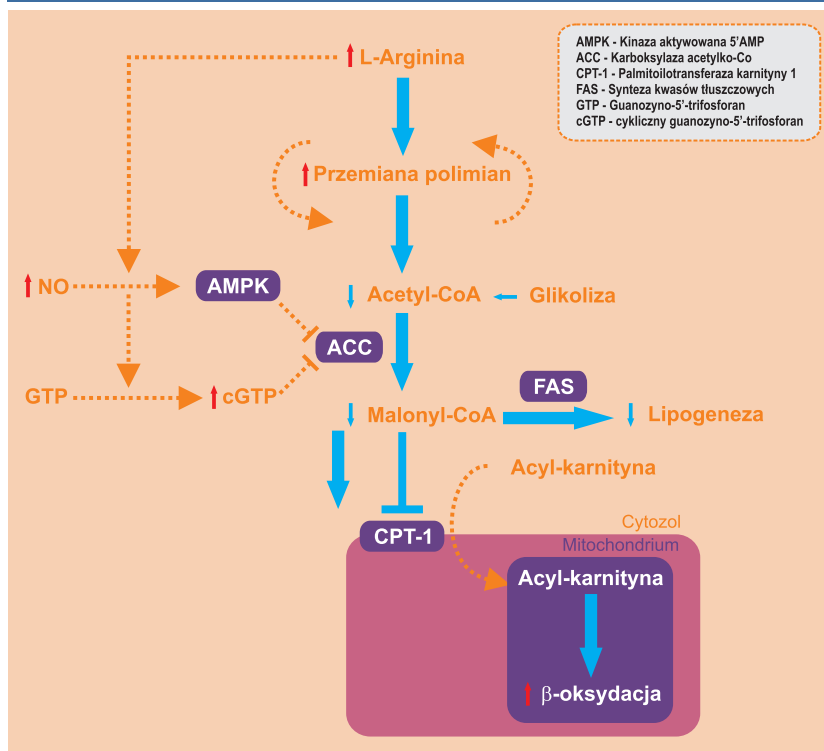 AMPK - Kinaza aktywowana 5'AMP
ACC - Karboksylaza acetylko-Co
CPT-1 - Palmitoilotransferaza karnityny 1
FAS - Synteza kwasów tłuszczowych
GTP - Guanozyno-5'-trifosforan
cGTP - cykliczny guanozyno-5'-trifosforan
L-Arginina
Przemiana polimian
NO
AMPK
Acetyl-CoA
Glikoliza
ACC
FAS
GTP
cGTP
Malonyl-CoA
Lipogeneza
Acyl-karnityna
Cytozol
CPT-1
Mitochondrium
Acyl-karnityna
β-oksydacja